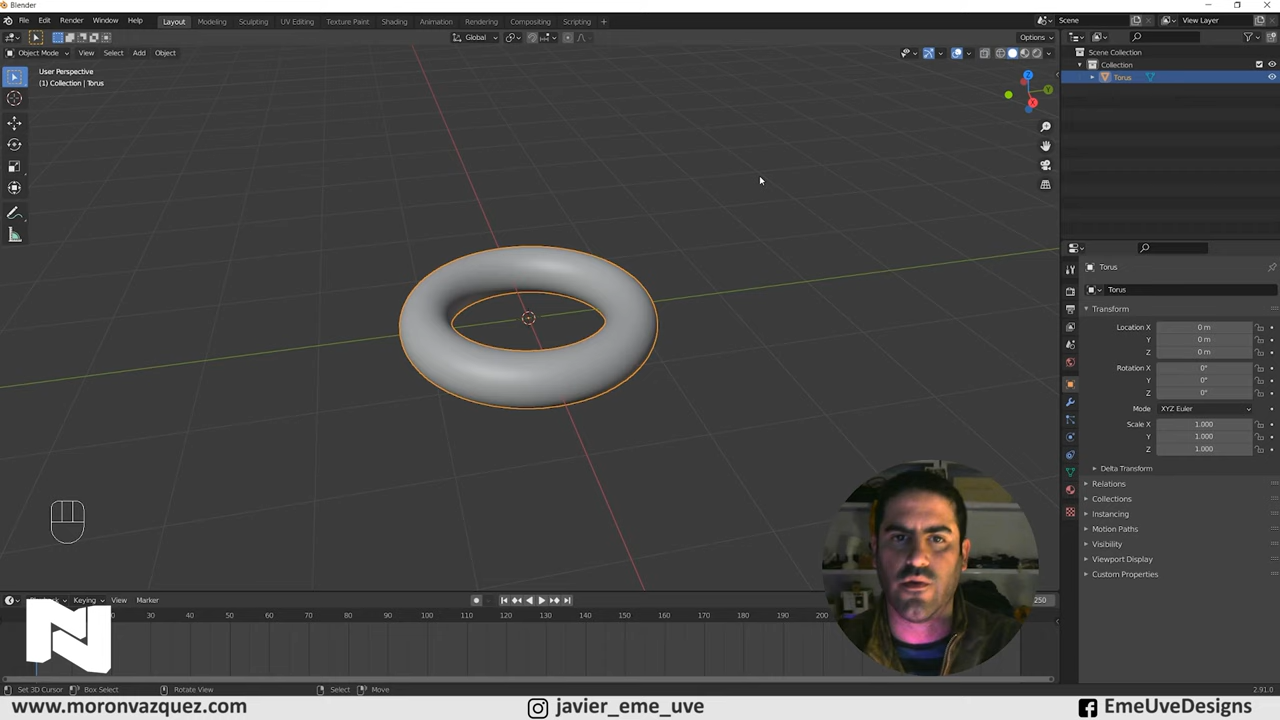 Blender
File Edit Render Window Help
Layout Modeling Sculpting UV Editing Texture Paint Shading Animation Rendering Compositing Scripting +
Scene
View Layer
Global
Options
Object Mode View Select Add Object
User Perspective
(1) Collection | Torus
Z
Y
X
Scene Collection
Collection
Torus
Torus
Torus
Transform
Location X 0 m
Y 0 m
Z 0 m
Rotation X 0°
Y 0°
Z 0°
Mode XYZ Euler
Scale X 1.000
Y 1.000
Z 1.000
Delta Transform
Relations
Collections
Instancing
Motion Paths
Visibility
Viewport Display
Custom Properties
Keying View Marker
250
20 30 40 50 60 70 80 90 100 110 120 130 140 150 160 170 180 190 200
N
Set 3D Cursor Box Select Rotate View Select Move
2.91.0
www.moronvazquez.com
javier_eme_uve
EmeUveDesigns